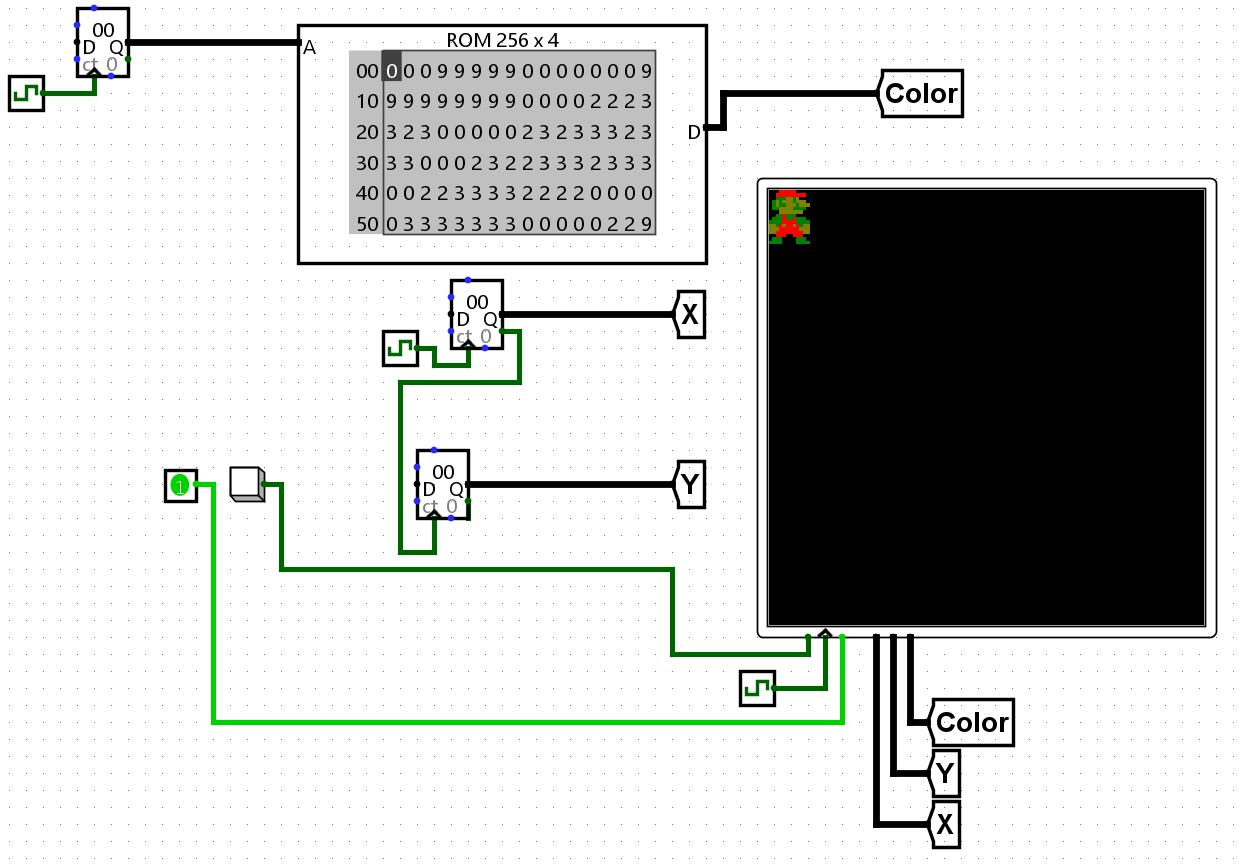 00
D Q
ct 0
A
ROM 256 x 4
00 0 0 0 9 9 9 9 9 0 0 0 0 0 0 0 9
10 9 9 9 9 9 9 9 9 0 0 0 0 2 2 2 3
20 3 2 3 0 0 0 0 0 2 3 2 3 3 3 2 3
30 3 3 0 0 0 2 3 2 2 3 3 3 2 3 3 3
40 0 0 2 2 3 3 3 3 2 2 2 2 0 0 0 0
50 0 3 3 3 3 3 3 3 0 0 0 0 0 2 2 9
D
Color
00
D Q
ct 0
X
00
D Q
ct 0
Y
1
Color
Y
X